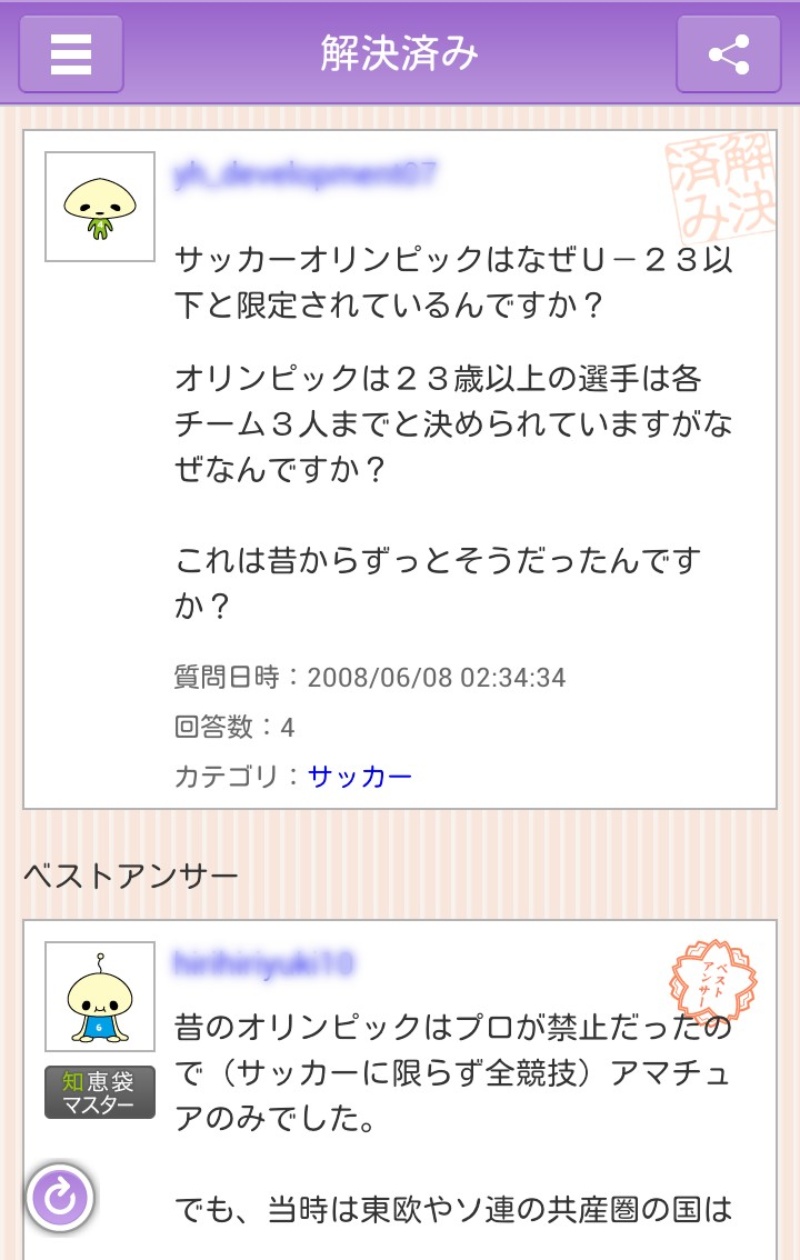 解決済み
解決
済み
サッカーオリンピックはなぜU－２３以
下と限定されているんですか？
オリンピックは２３歳以上の選手は各
チーム３人までと決められていますがな
ぜなんですか？
これは昔からずっとそうだったんです
か？
質問日時：2008/06/08 02:34:34
回答数：4
カテゴリ：サッカー
ベストアンサー
ベスト
アンサー
6
知恵袋
マスター
昔のオリンピックはプロが禁止だったの
で（サッカーに限らず全競技）アマチュ
アのみでした。
でも、当時は東欧やソ連の共産圏の国は